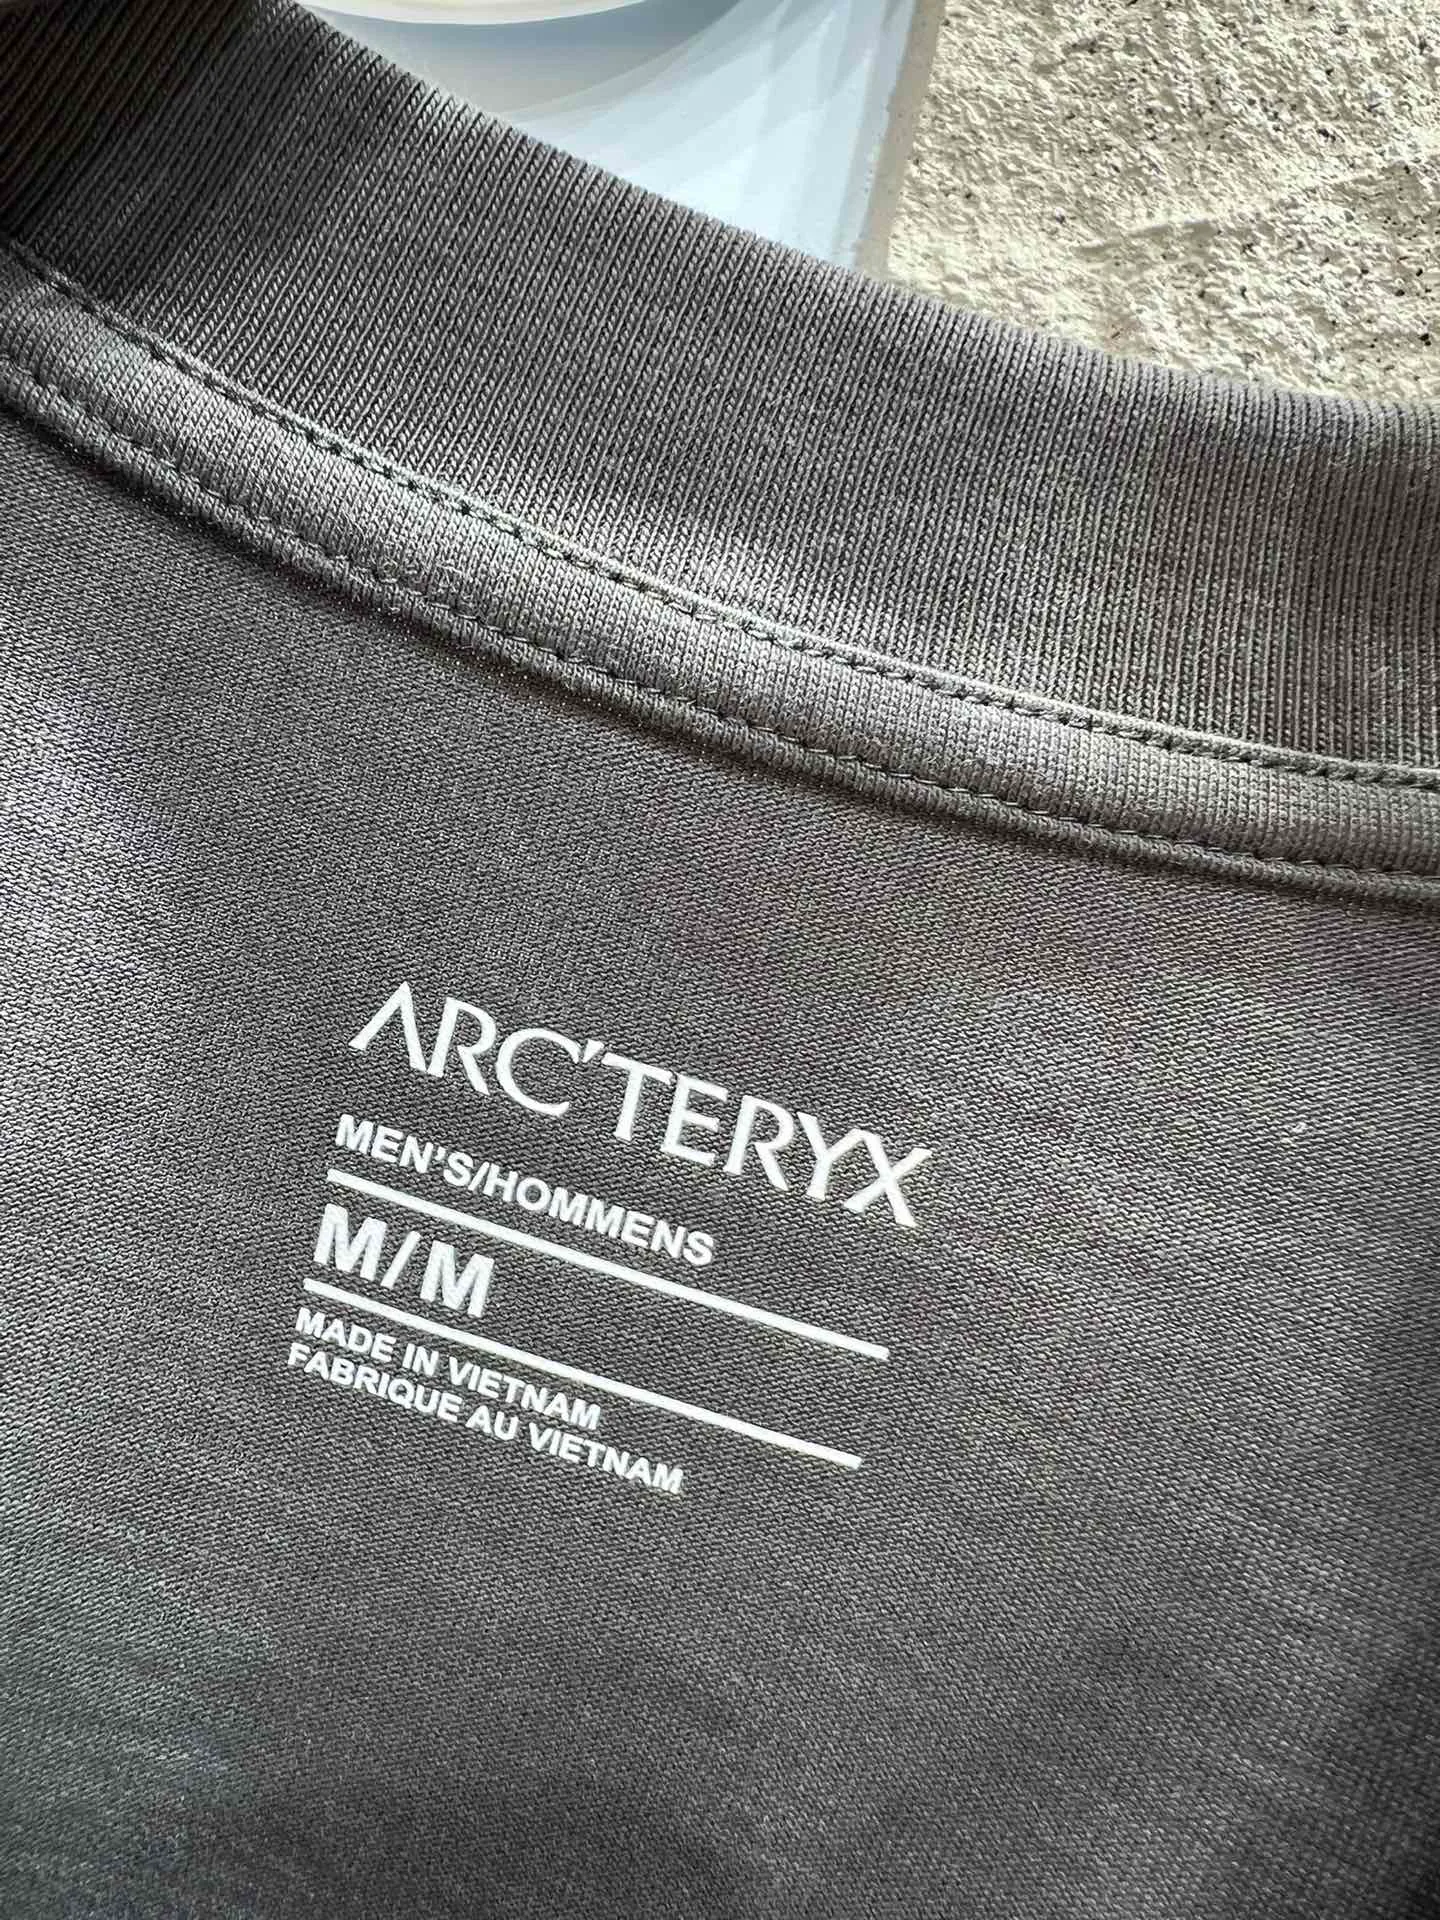 ARC'TERYX
MEN'S/HOMMENS
M/M
MADE IN VIETNAM
FABRIQUE AU VIETNAM